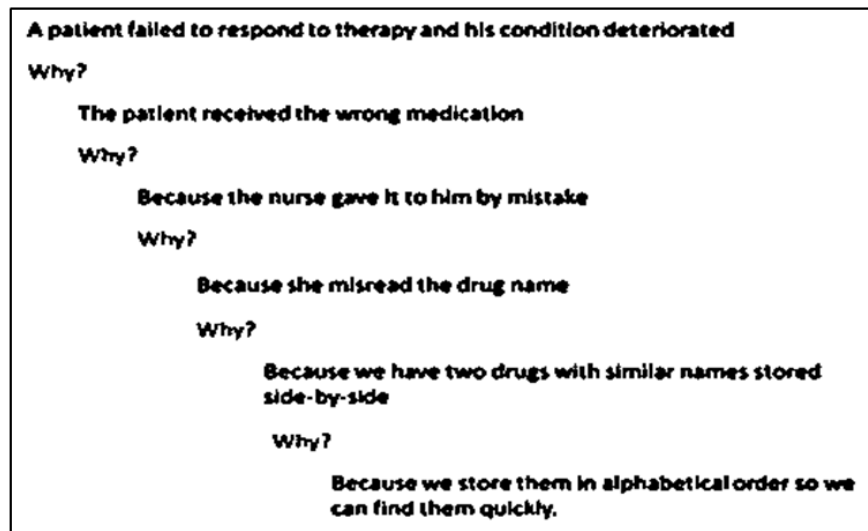 A patient failed to respond to therapy and his condition deteriorated
Why?
The patient received the wrong medication
Why?
Because the nurse gave it to him by mistake
Why?
Because she misread the drug name
Why?
Because we have two drugs with similar names stored
side-by-side
Why?
Because we store them in alphabetical order so we
can find them quickly.